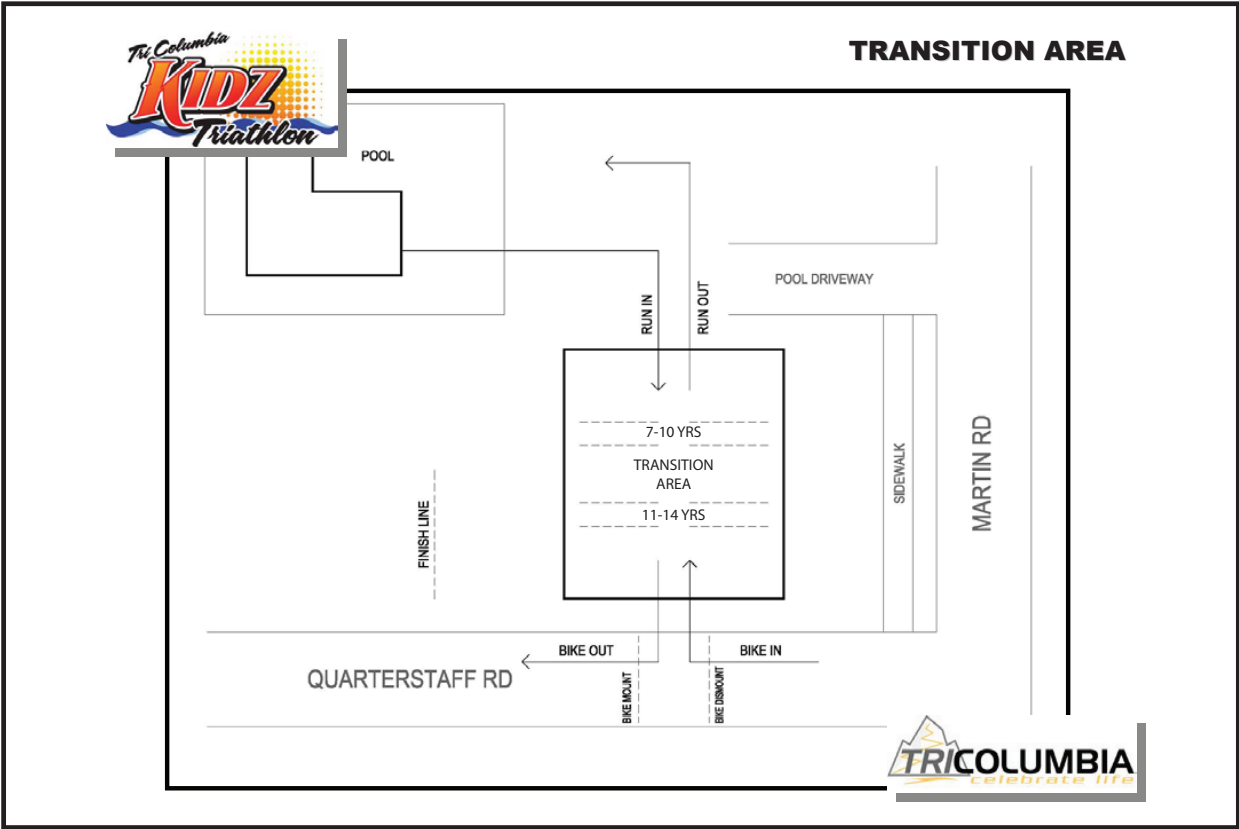 Tri Columbia
KIDZ
Triathlon
TRANSITION AREA
POOL
POOL DRIVEWAY
RUN IN
RUN OUT
7-10 YRS
TRANSITION
AREA
11-14 YRS
SIDEWALK
MARTIN RD
FINISH LINE
BIKE OUT
BIKE IN
QUARTERSTAFF RD
BIKE MOUNT
BIKE DISMOUNT
TRICOLUMBIA
celebrate life